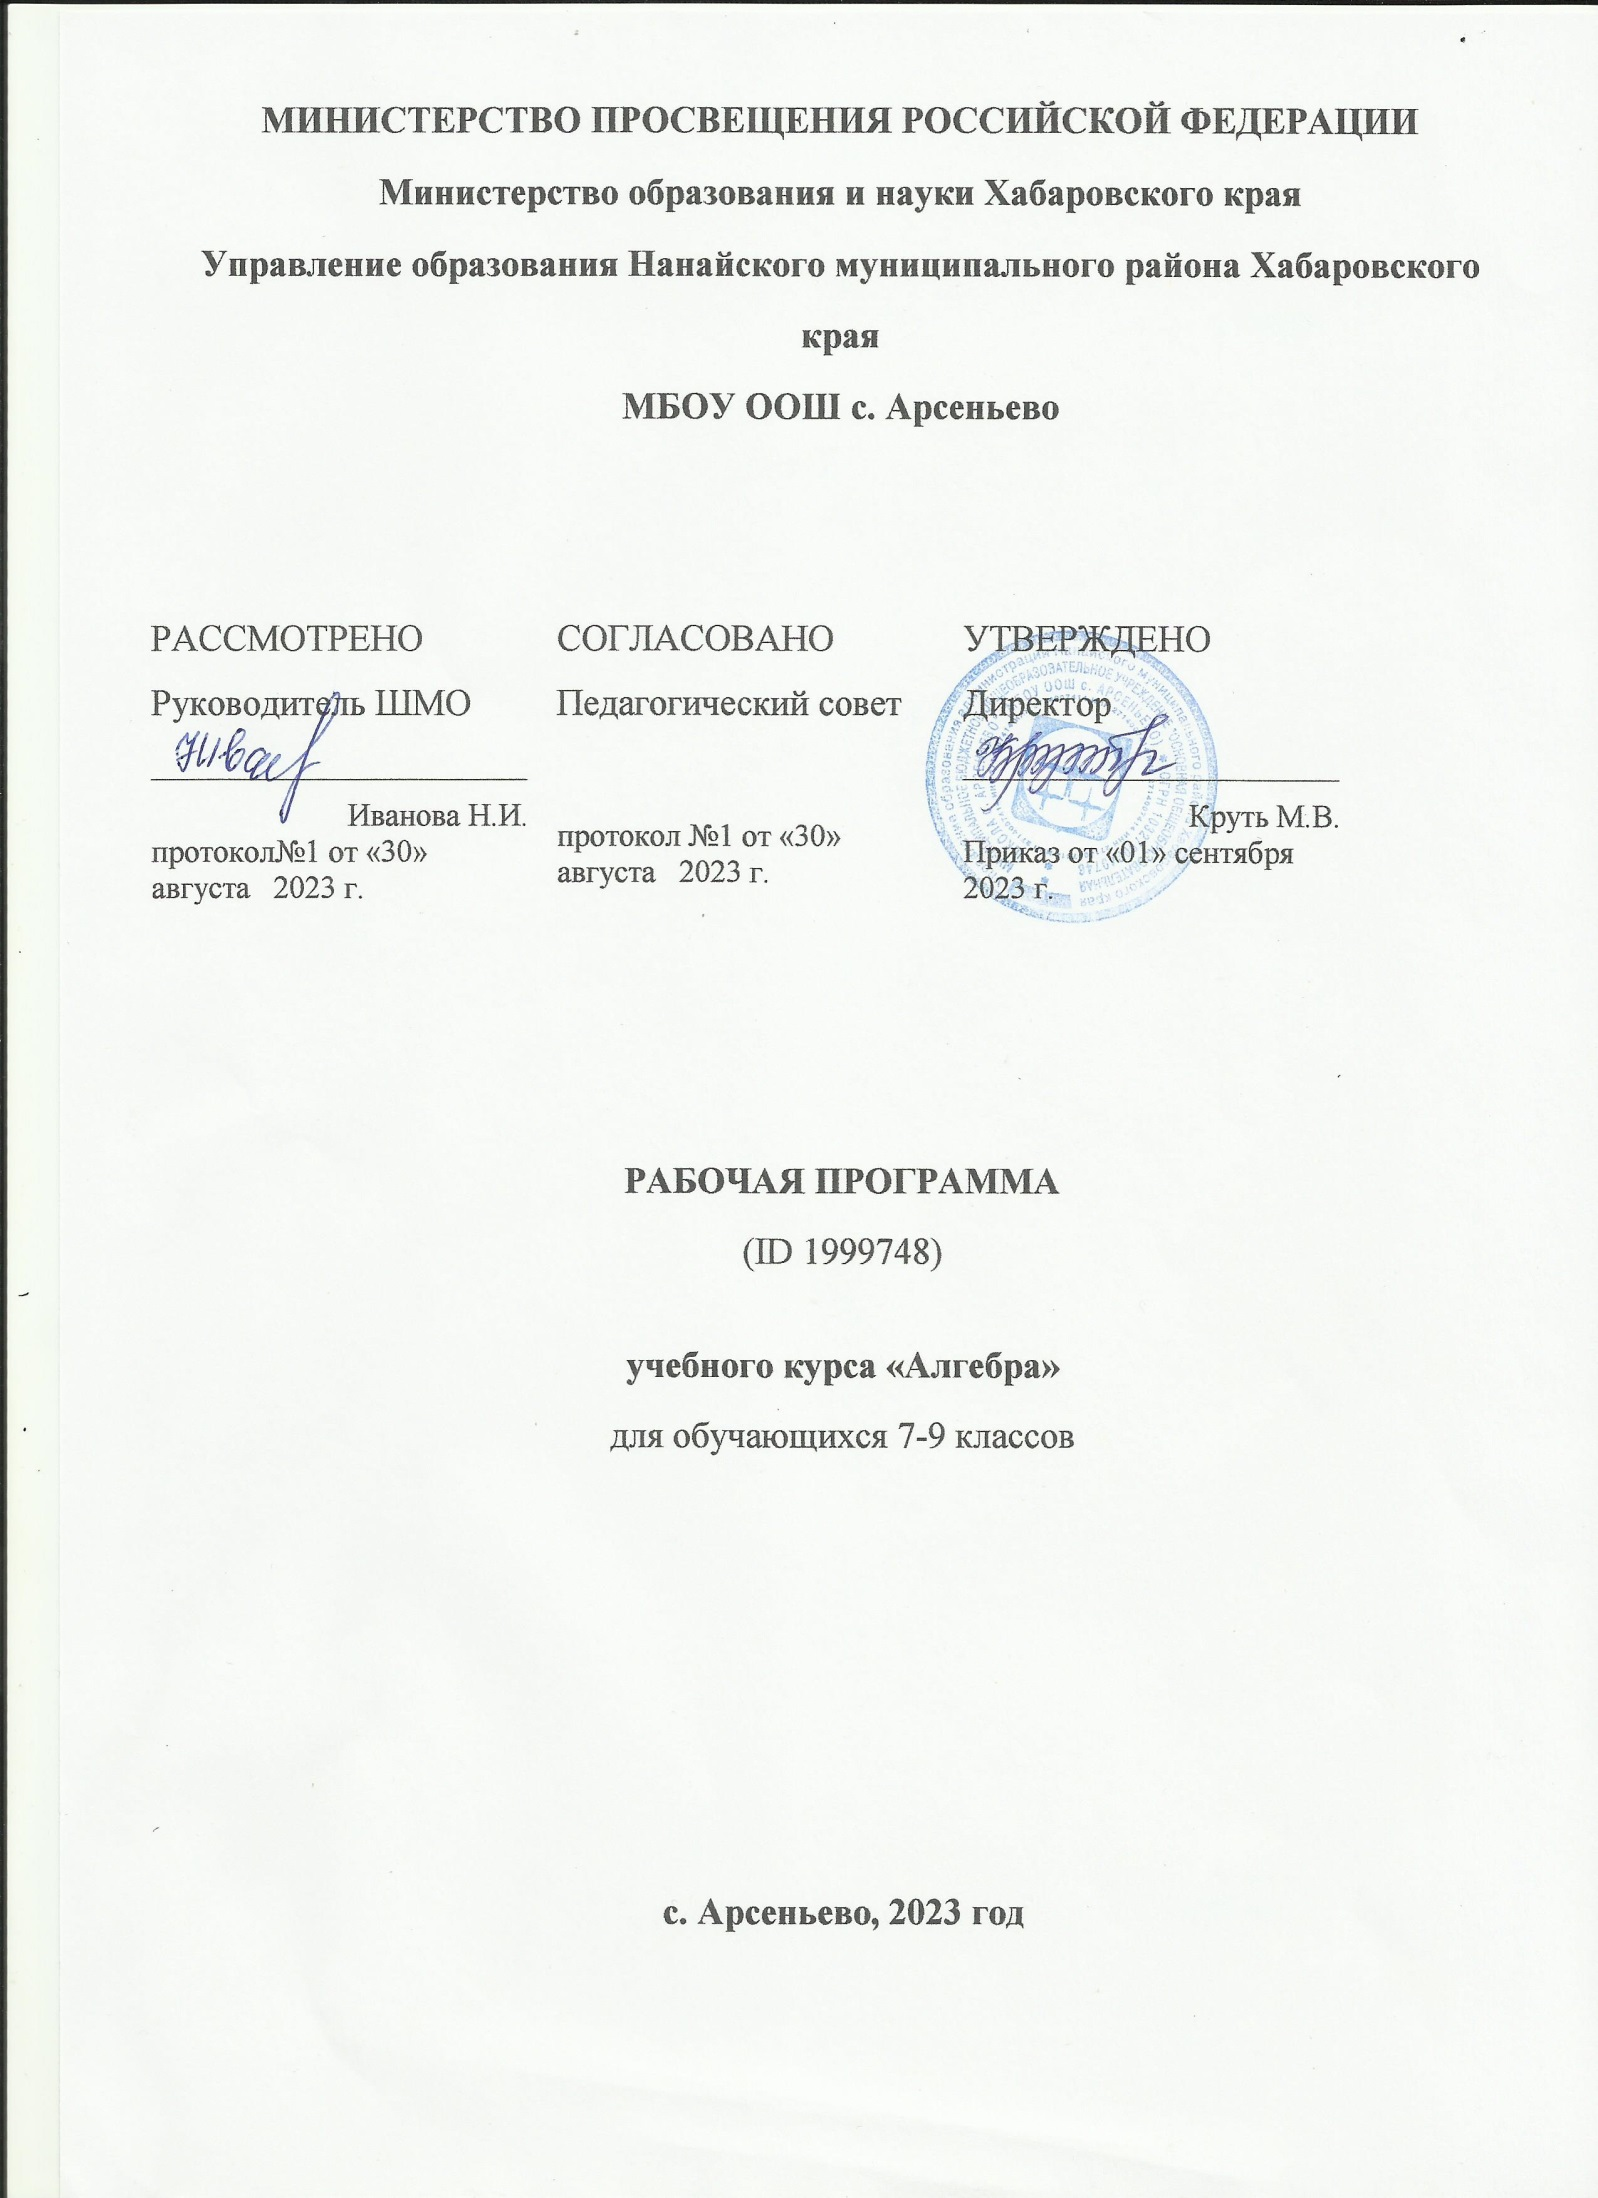 МИНИСТЕРСТВО ПРОСВЕЩЕНИЯ РОССИЙСКОЙ ФЕДЕРАЦИИ
Министерство образования и науки Хабаровского края
Управление образования Нанайского муниципального района Хабаровского
края
МБОУ ООШ с. Арсеньево
РАССМОТРЕНО
Руководитель ШМО
Иванова Н.И.
протокол№1 от «30»
августа 2023 г.
СОГЛАСОВАНО
Педагогический совет
протокол №1 от «30»
августа 2023 г.
УТВЕРЖДЕНО
Директор
Круть М.В.
Приказ от «01» сентября
2023 г.
РАБОЧАЯ ПРОГРАММА
(ID 1999748)
учебного курса «Алгебра»
для обучающихся 7-9 классов
с. Арсеньево, 2023 год